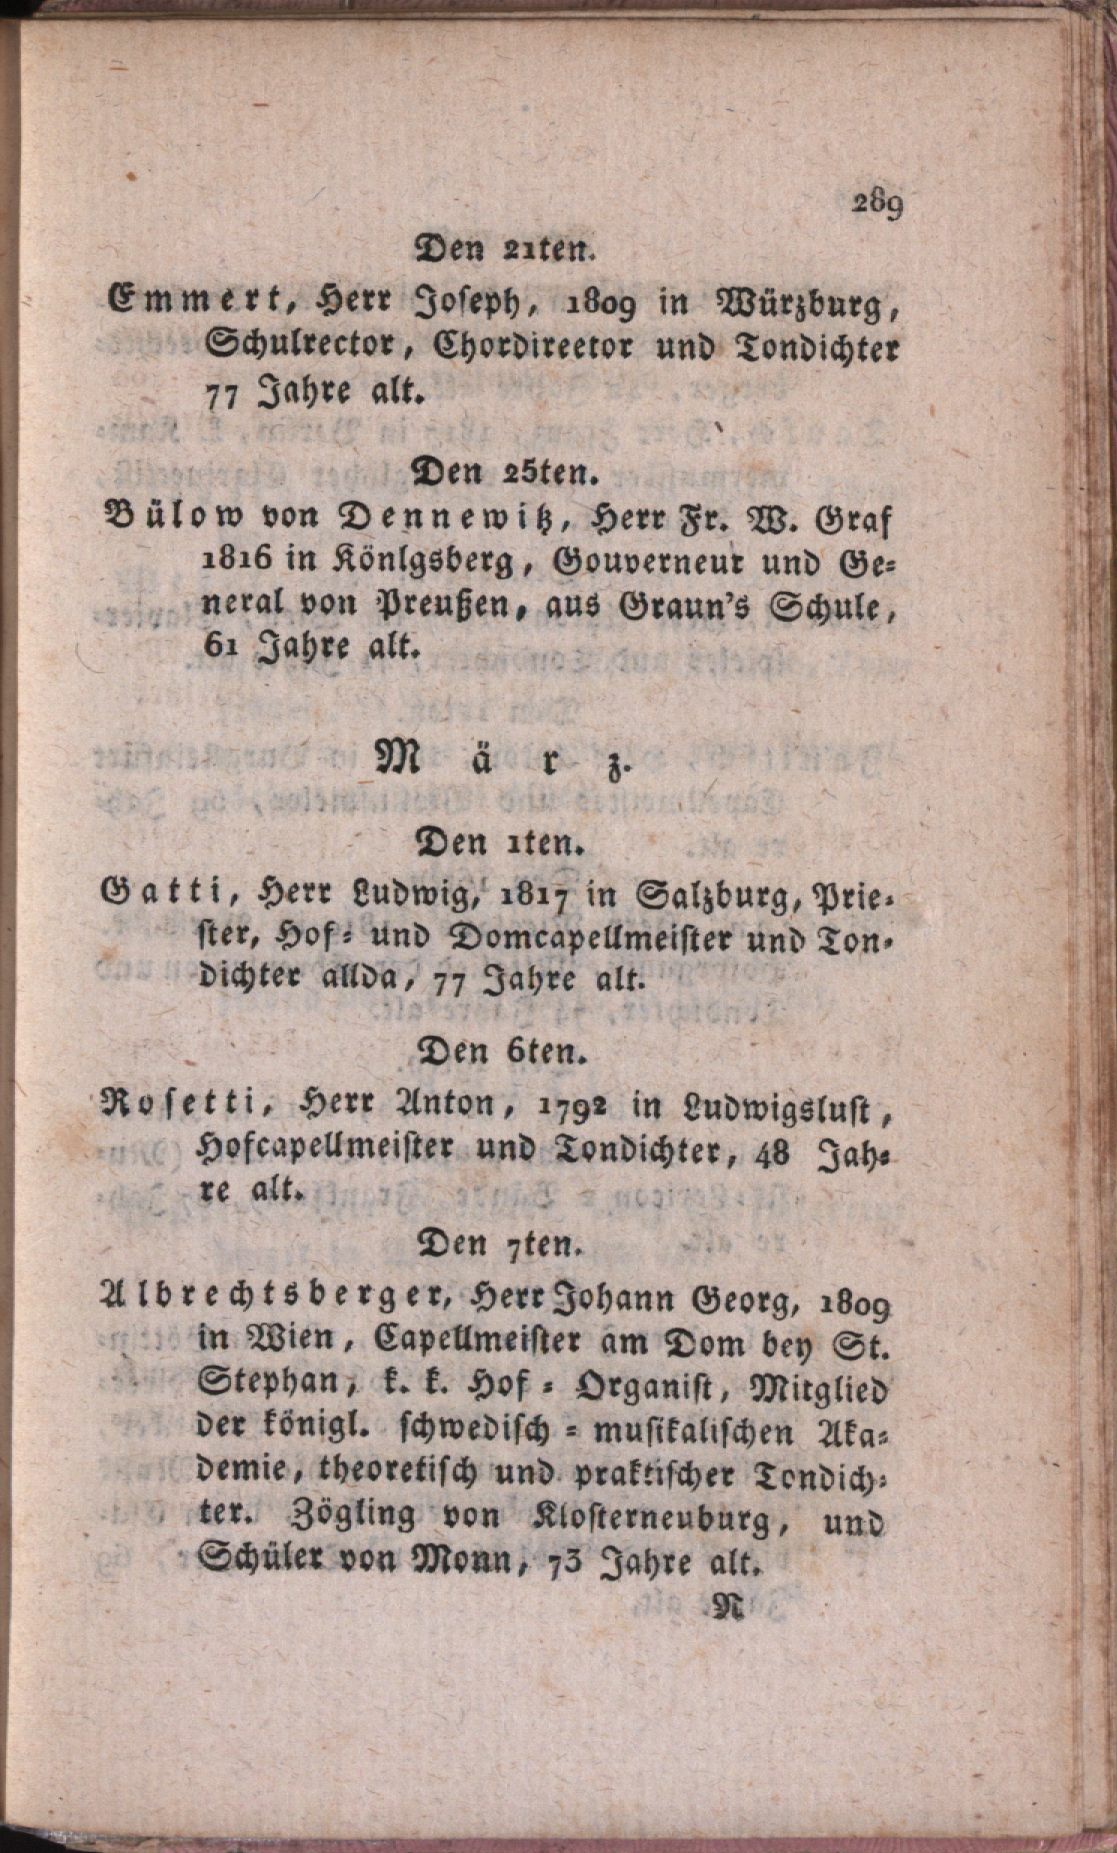 289
Den 21ten.
Emmert, Herr Joseph, 1809 in Würzburg,
Schulrector, Chordireetor und Tondichter
77 Jahre alt.
Den 25ten.
Bülow von Dennewitz, Herr Fr. W. Graf
1816 in Könlgsberg, Gouverneur und Ge=
neral von Preußen, aus Graun's Schule,
61 Jahre alt.
März.
Den 1ten.
Gatti, Herr Ludwig, 1817 in Salzburg, Prie=
ster, Hof= und Domcapellmeister und Ton=
dichter allda, 77 Jahre alt.
Den 6ten.
Rosetti, Herr Anton, 1792 in Ludwigslust,
Hofcapellmeister und Tondichter, 48 Jah=
re alt.
Den 7ten.
Albrechtsberger, Herr Johann Georg, 1809
in Wien, Capellmeister am Dom bey St.
Stephan, k. k. Hof = Organist, Mitglied
der königl. schwedisch = musikalischen Aka=
demie, theoretisch und praktischer Tondich=
ter. Zögling von Klosterneuburg, und
Schüler von Monn, 73 Jahre alt.
N